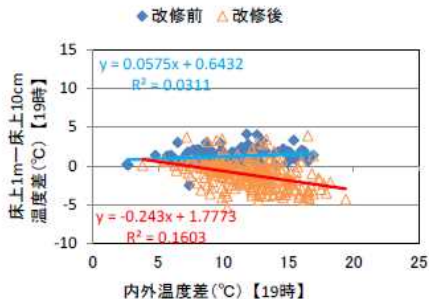 ◆ 改修前 △ 改修後
床上1m―床上10cm
温度差(℃)【19時】
15
10
5
0
-5
-10
y = 0.0575x + 0.6432
R² = 0.0311
y = -0.243x + 1.7773
R² = 0.1603
0 5 10 15 20 25
内外温度差(℃)【19時】